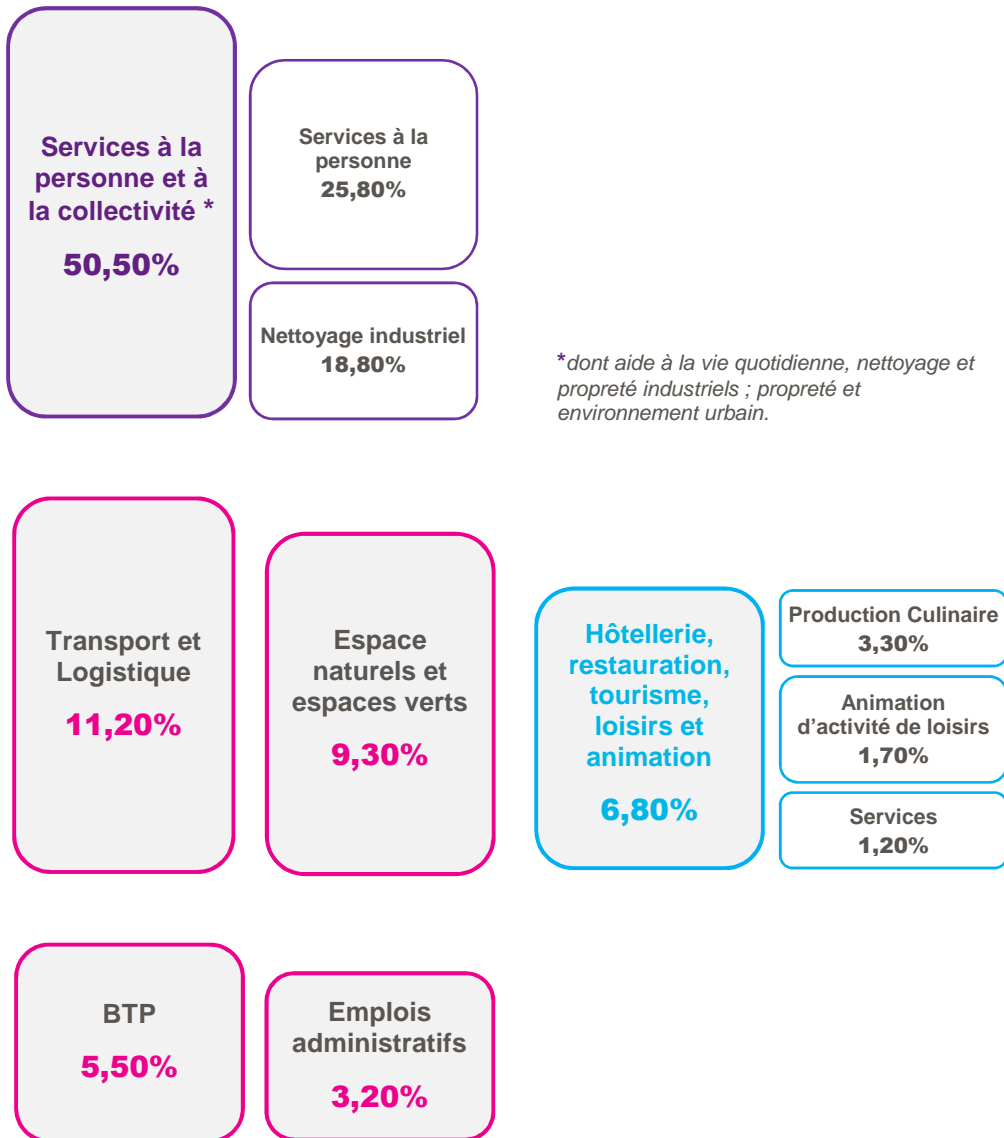 Services à la
personne et à
la collectivité *
50,50%
Services à la
personne
25,80%
Nettoyage industriel
18,80%
*dont aide à la vie quotidienne, nettoyage et
propreté industriels ; propreté et
environnement urbain.
Transport et
Logistique
11,20%
Espace
naturels et
espaces verts
9,30%
Hôtellerie,
restauration,
tourisme,
loisirs et
animation
6,80%
Production Culinaire
3,30%
Animation
d’activité de loisirs
1,70%
Services
1,20%
BTP
5,50%
Emplois
administratifs
3,20%